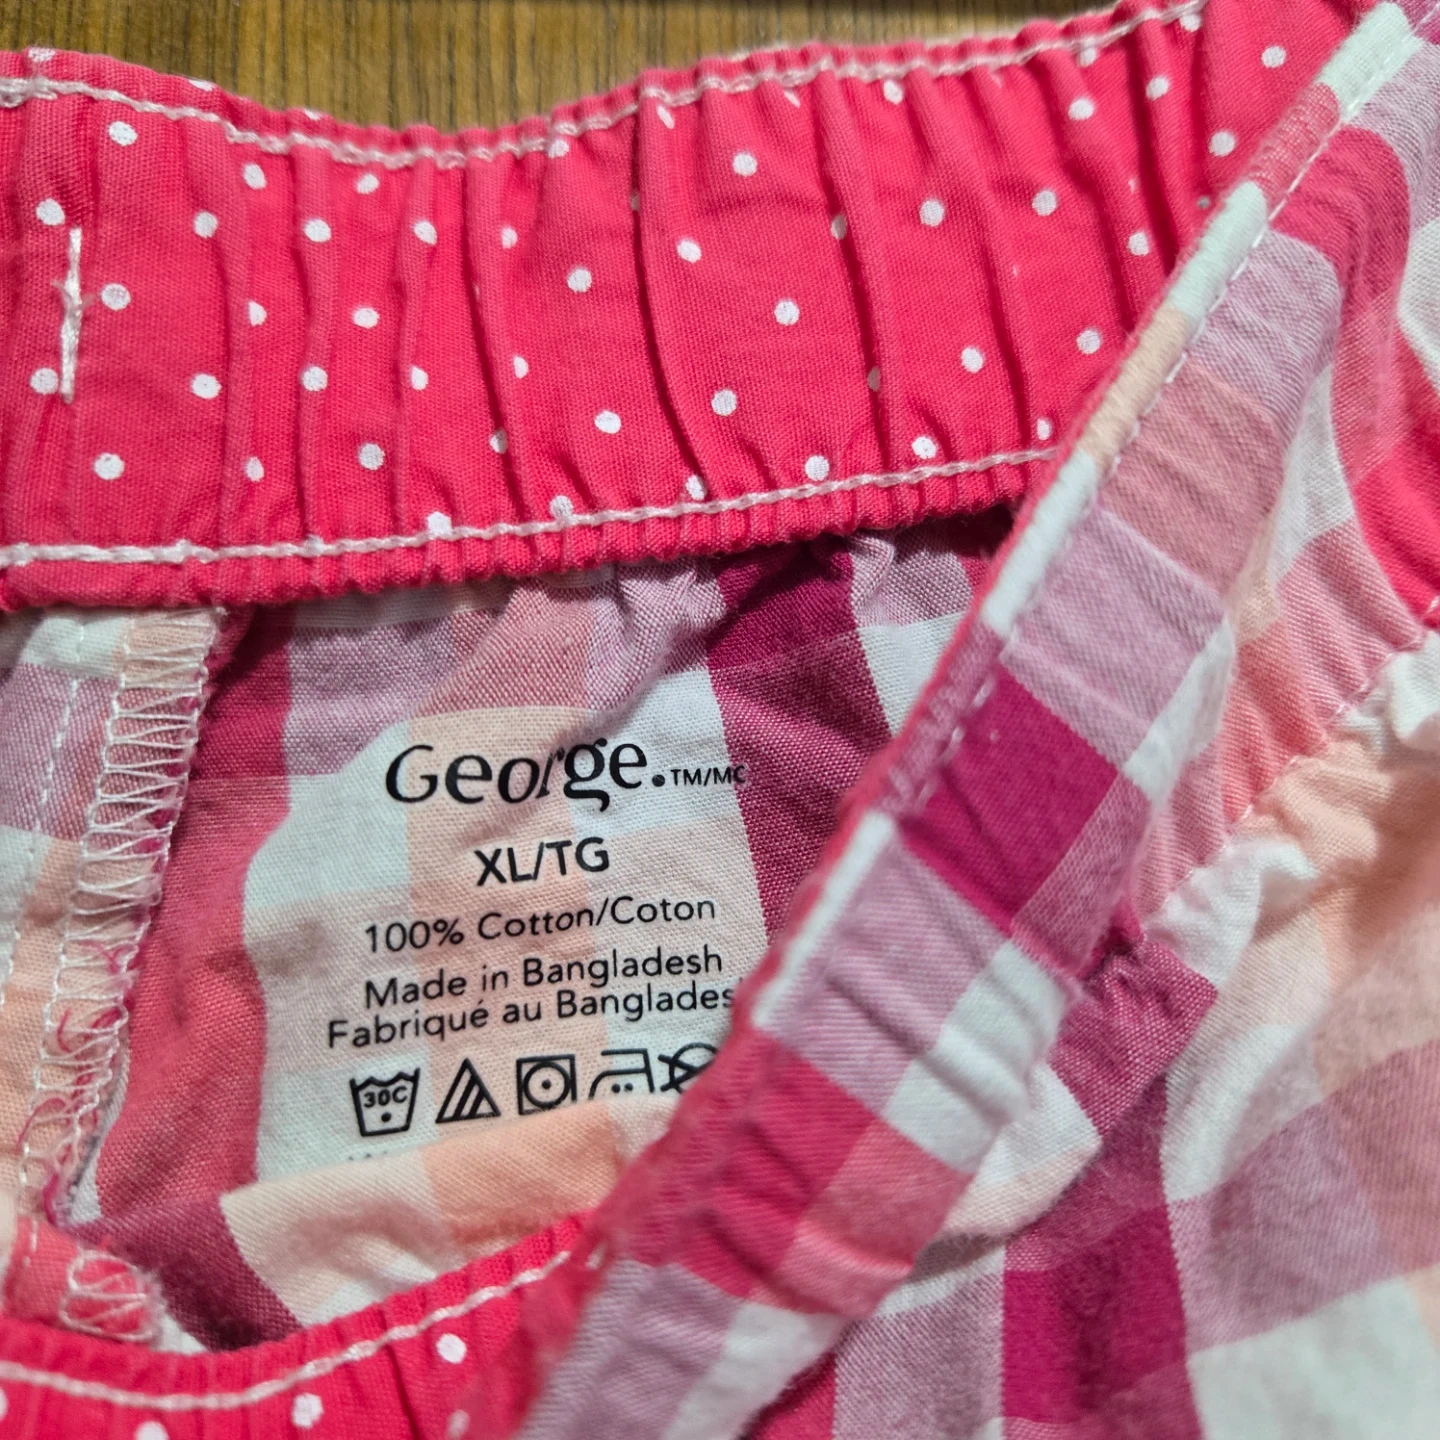 George.TM/MC
XL/TG
100% Cotton/Coton
Made in Bangladesh
Fabriqué au Banglades
30C